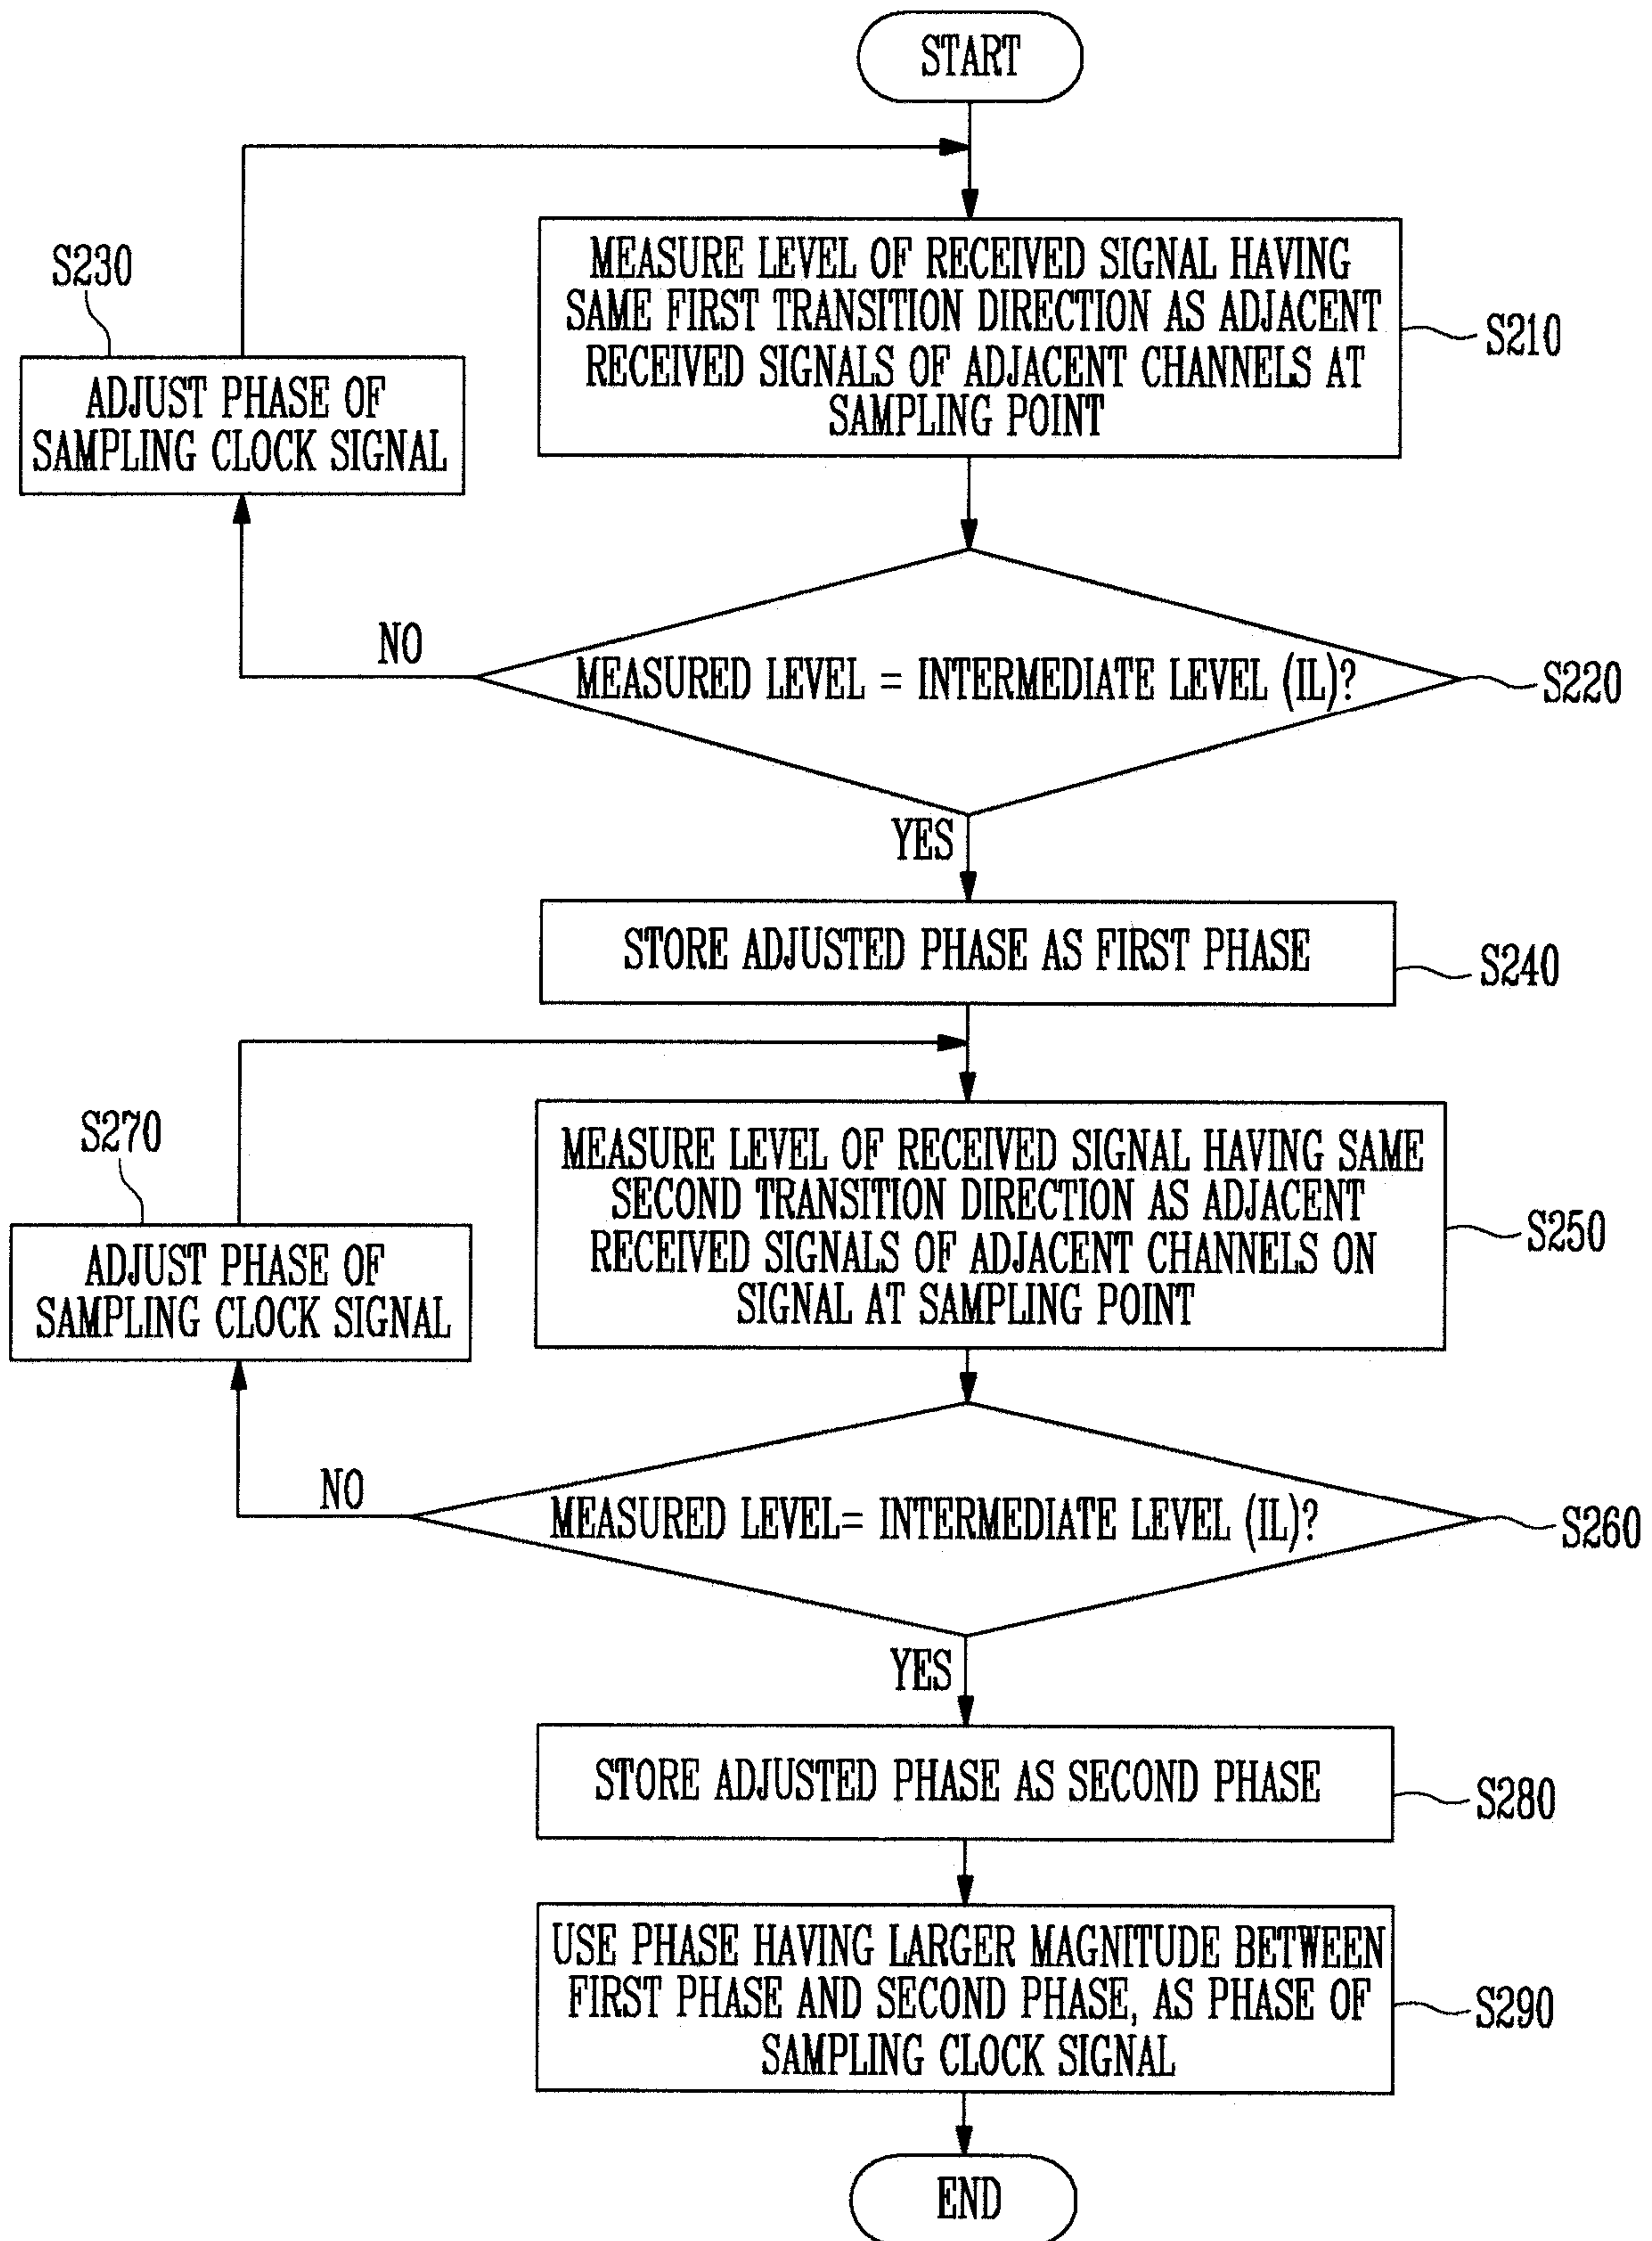 START
MEASURE LEVEL OF RECEIVED SIGNAL HAVING
SAME FIRST TRANSITION DIRECTION AS ADJACENT
RECEIVED SIGNALS OF ADJACENT CHANNELS AT
SAMPLING POINT
S210
S230
ADJUST PHASE OF
SAMPLING CLOCK SIGNAL
NO
MEASURED LEVEL = INTERMEDIATE LEVEL (IL)?
S220
YES
STORE ADJUSTED PHASE AS FIRST PHASE
S240
MEASURE LEVEL OF RECEIVED SIGNAL HAVING SAME
SECOND TRANSITION DIRECTION AS ADJACENT
RECEIVED SIGNALS OF ADJACENT CHANNELS ON
SIGNAL AT SAMPLING POINT
S250
S270
ADJUST PHASE OF
SAMPLING CLOCK SIGNAL
NO
MEASURED LEVEL= INTERMEDIATE LEVEL (IL)?
S260
YES
STORE ADJUSTED PHASE AS SECOND PHASE
S280
USE PHASE HAVING LARGER MAGNITUDE BETWEEN
FIRST PHASE AND SECOND PHASE, AS PHASE OF
SAMPLING CLOCK SIGNAL
S290
END